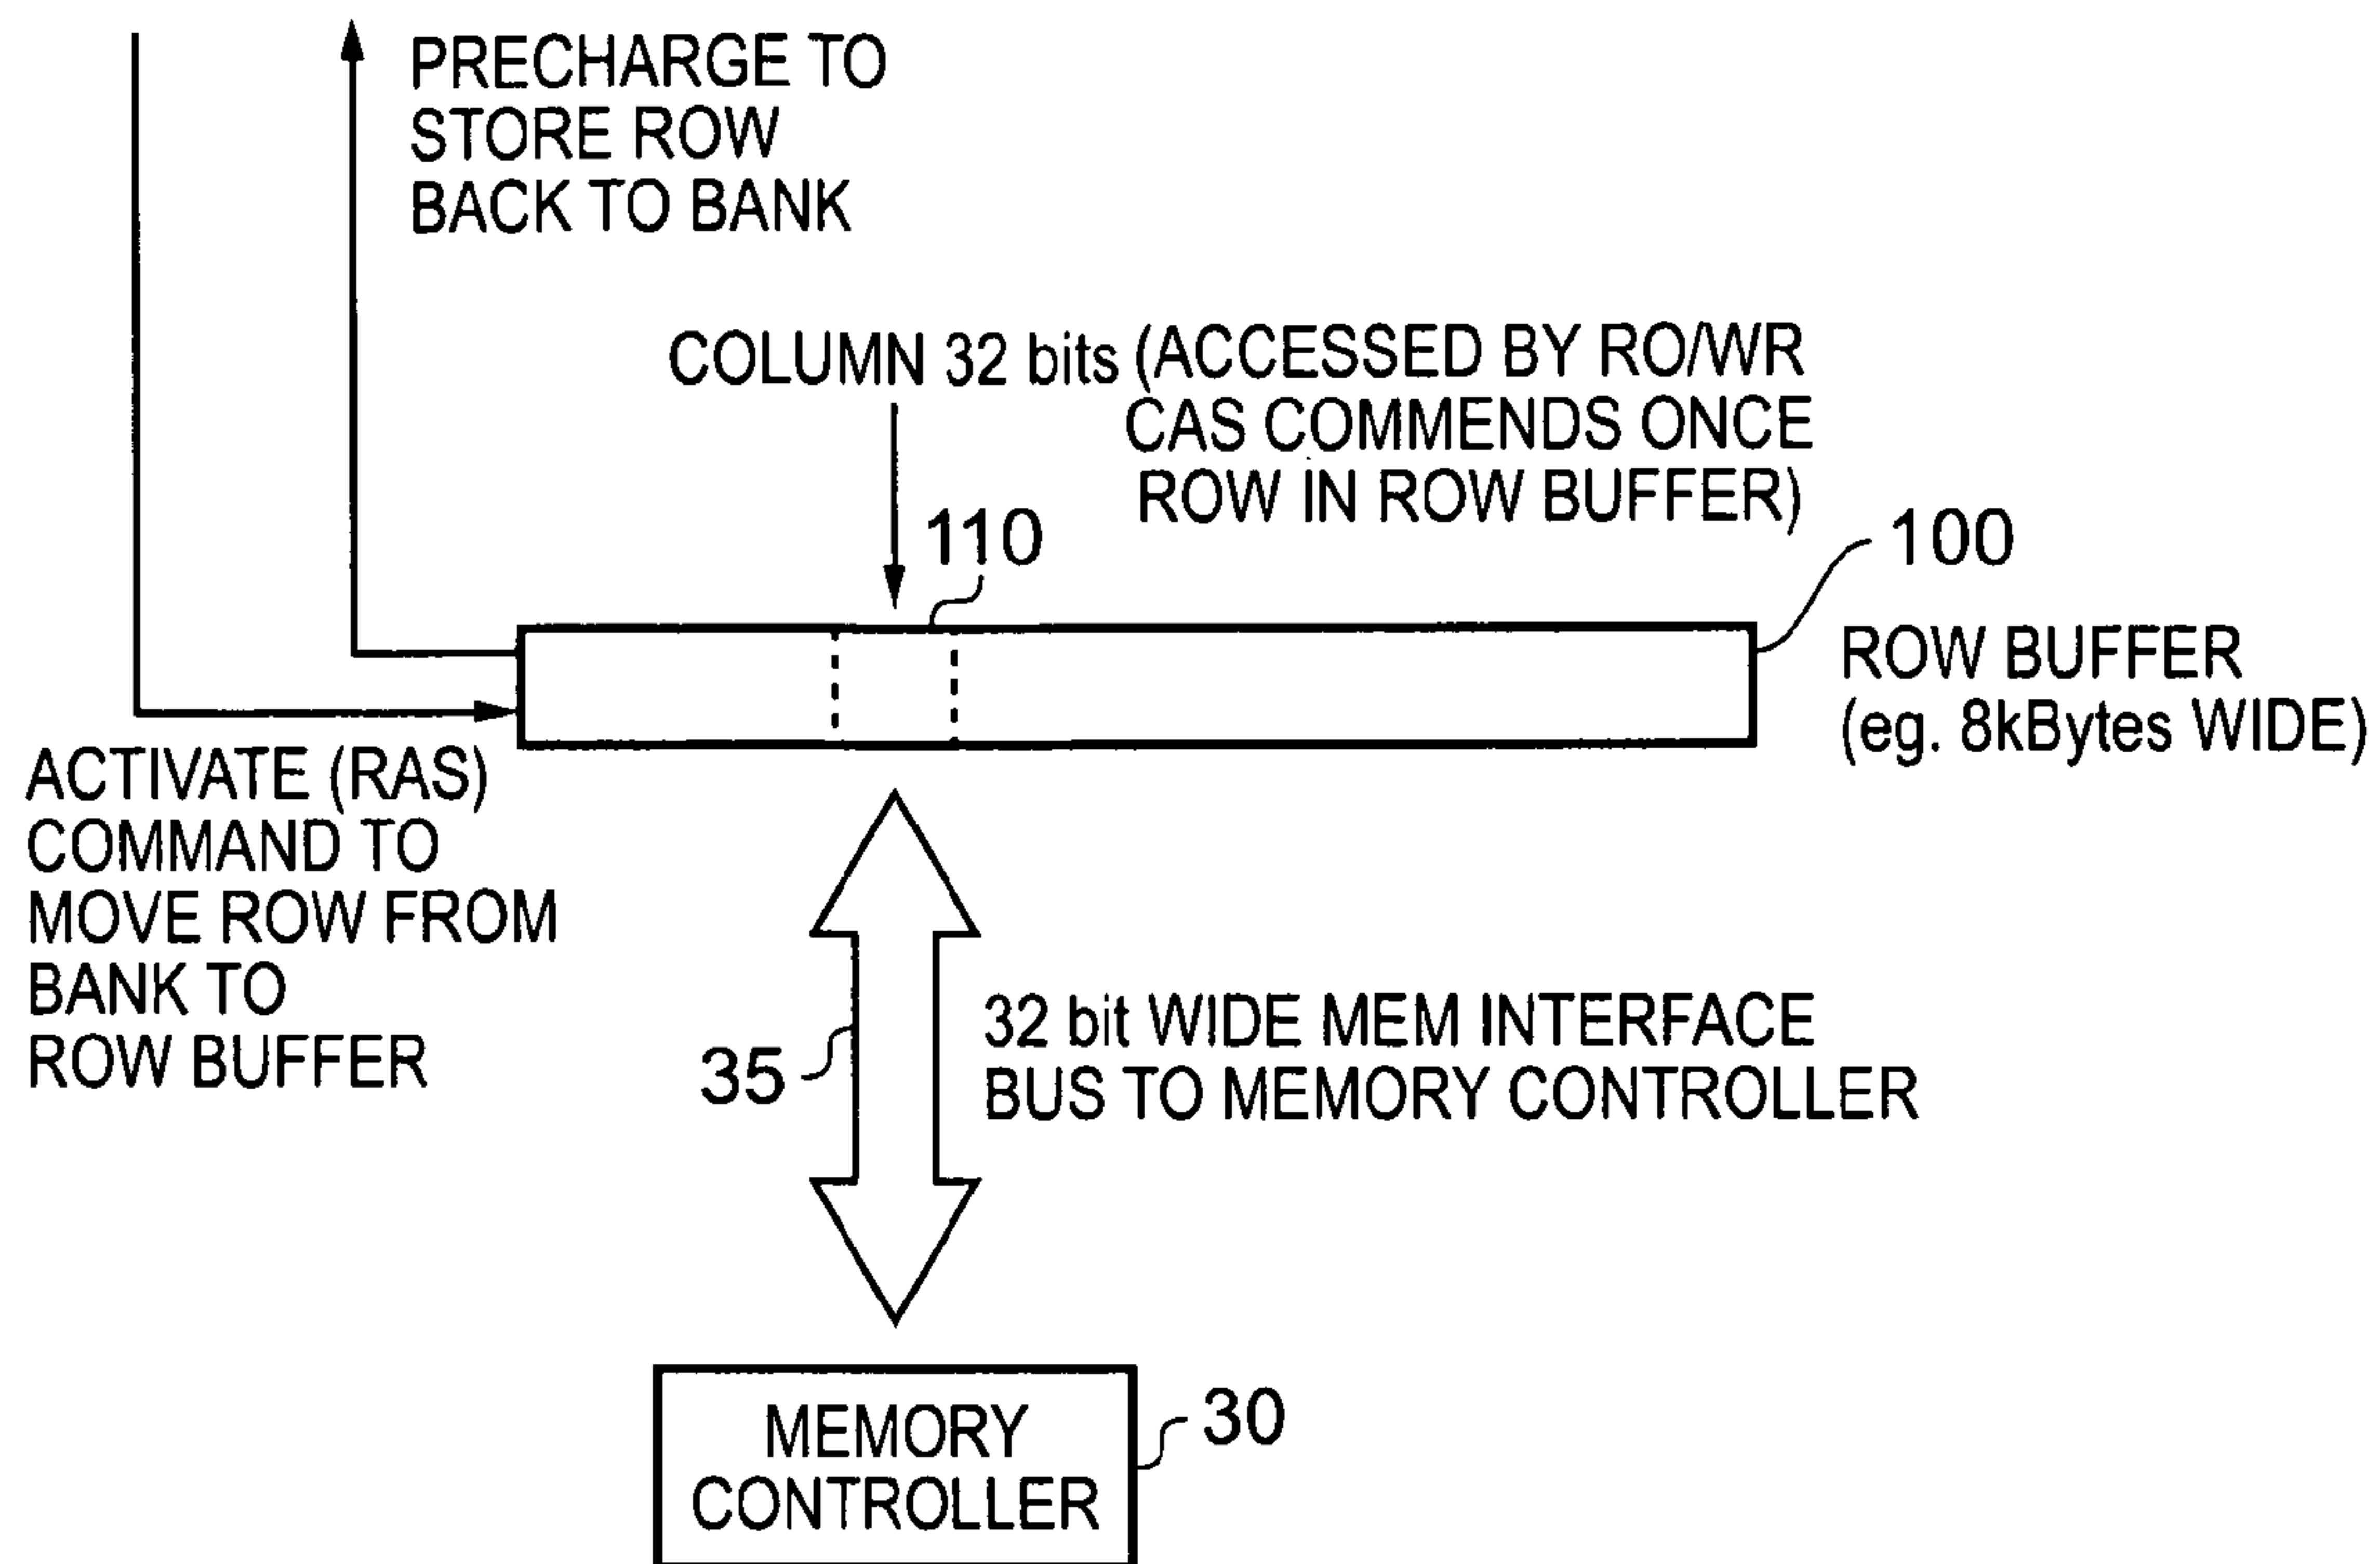 PRECHARGE TO
STORE ROW
BACK TO BANK
COLUMN 32 bits (ACCESSED BY RO/WR
CAS COMMENDS ONCE
ROW IN ROW BUFFER)
110
100
ROW BUFFER
(eg. 8kBytes WIDE)
ACTIVATE (RAS)
COMMAND TO
MOVE ROW FROM
BANK TO
ROW BUFFER
35
32 bit WIDE MEM INTERFACE
BUS TO MEMORY CONTROLLER
MEMORY
CONTROLLER
30